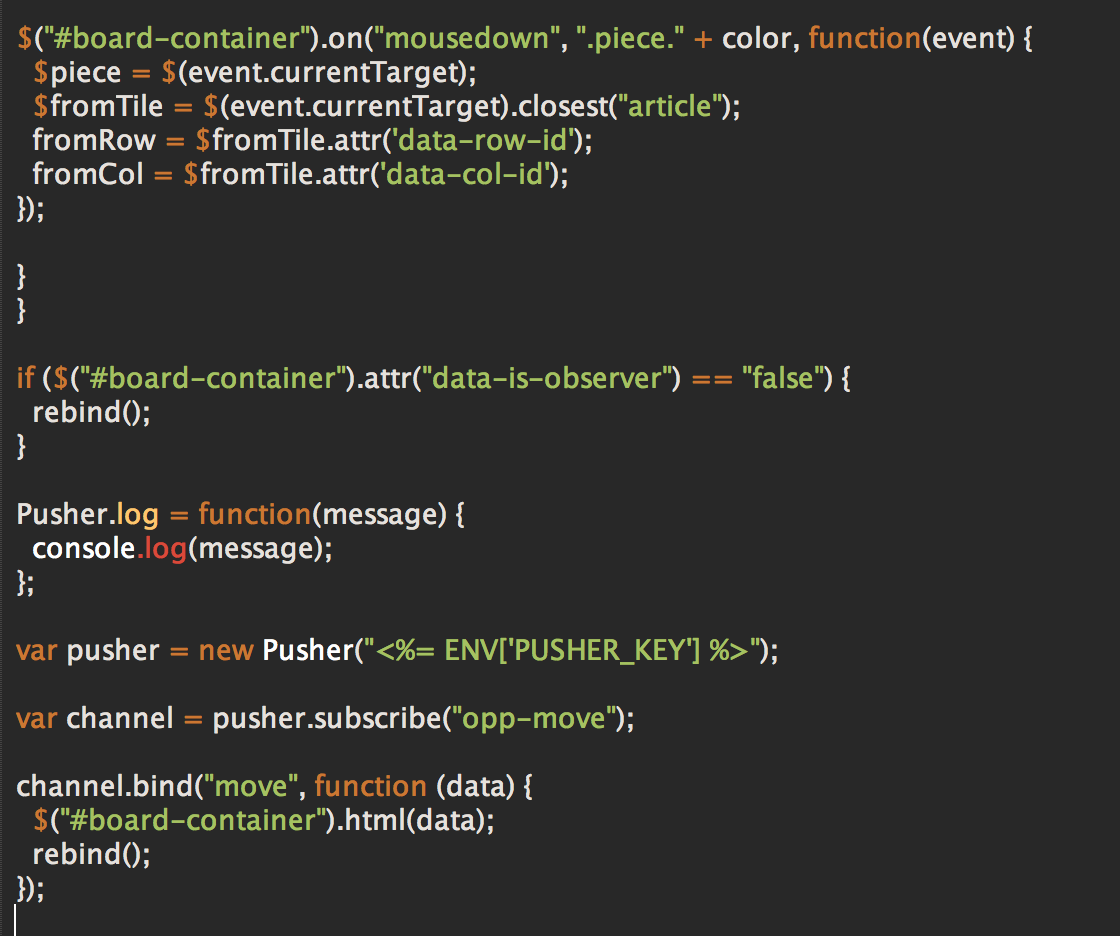 $("#board-container").on("mousedown", ".piece." + color, function(event) {
  $piece = $(event.currentTarget);
  $fromTile = $(event.currentTarget).closest("article");
  fromRow = $fromTile.attr('data-row-id');
  fromCol = $fromTile.attr('data-col-id');
});

}
}

if ($("#board-container").attr("data-is-observer") == "false") {
  rebind();
}

Pusher.log = function(message) {
  console.log(message);
};

var pusher = new Pusher("<%= ENV['PUSHER_KEY'] %>");

var channel = pusher.subscribe("opp-move");

channel.bind("move", function (data) {
  $("#board-container").html(data);
  rebind();
});